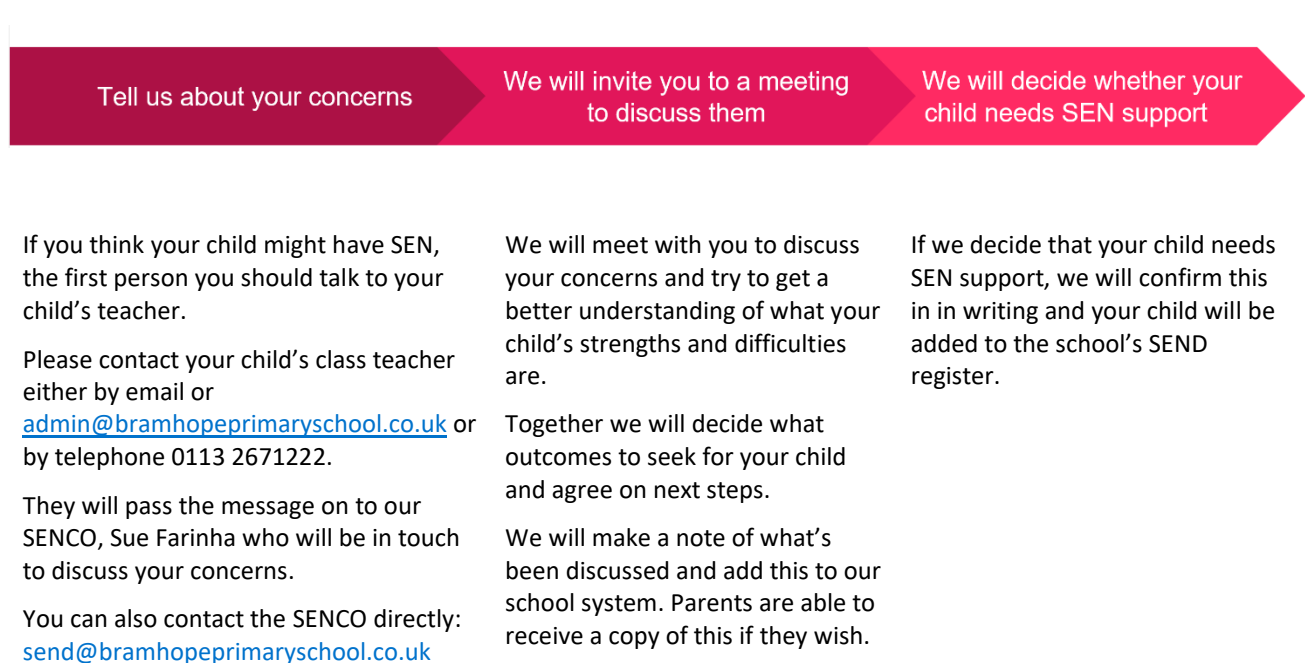 Tell us about your concerns
We will invite you to a meeting
to discuss them
We will decide whether your
child needs SEN support
If you think your child might have SEN,
the first person you should talk to your
child's teacher.
Please contact your child's class teacher
either by email or
admin@bramhopeprimaryschool.co.uk or
by telephone 0113 2671222.
They will pass the message on to our
SENCO, Sue Farinha who will be in touch
to discuss your concerns.
You can also contact the SENCO directly:
send@bramhopeprimaryschool.co.uk
We will meet with you to discuss
your concerns and try to get a
better understanding of what your
child's strengths and difficulties
are.
Together we will decide what
outcomes to seek for your child
and agree on next steps.
We will make a note of what's
been discussed and add this to our
school system. Parents are able to
receive a copy of this if they wish.
If we decide that your child needs
SEN support, we will confirm this
in in writing and your child will be
added to the school's SEND
register.